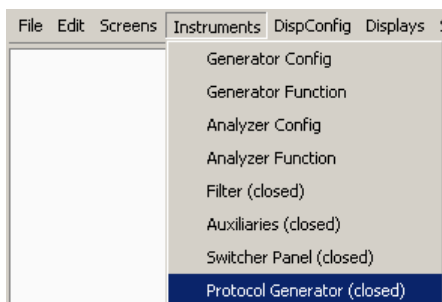 File Edit Screens Instruments DispConfig Displays
Generator Config
Generator Function
Analyzer Config
Analyzer Function
Filter (closed)
Auxiliaries (closed)
Switcher Panel (closed)
Protocol Generator (closed)